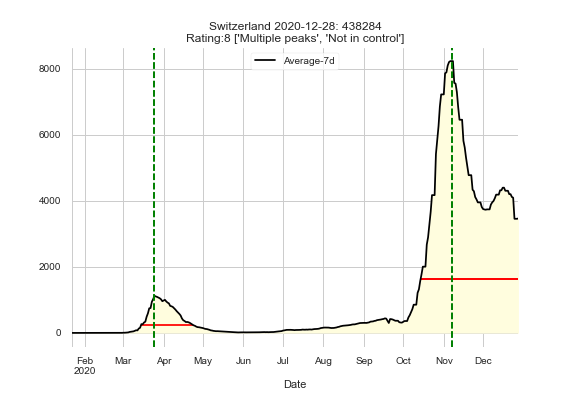 Switzerland 2020-12-28: 438284
Rating:8 ['Multiple peaks', 'Not in control']
Average-7d
8000
6000
4000
2000
0
Feb Mar Apr May Jun Jul Aug Sep Oct Nov Dec
2020
Date